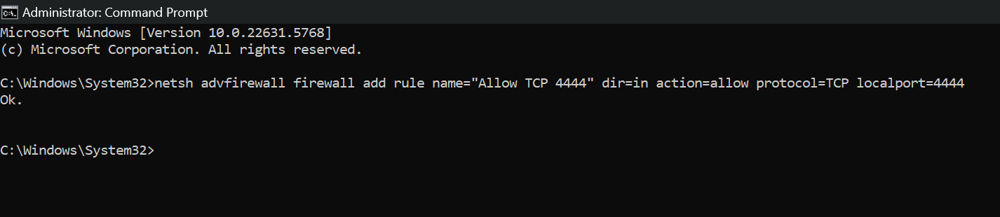 Administrator: Command Prompt
Microsoft Windows [Version 10.0.22631.5768]
(c) Microsoft Corporation. All rights reserved.
C:\Windows\System32>netsh advfirewall firewall add rule name="Allow TCP 4444" dir=in action=allow protocol=TCP localport=4444
Ok.
C:\Windows\System32>